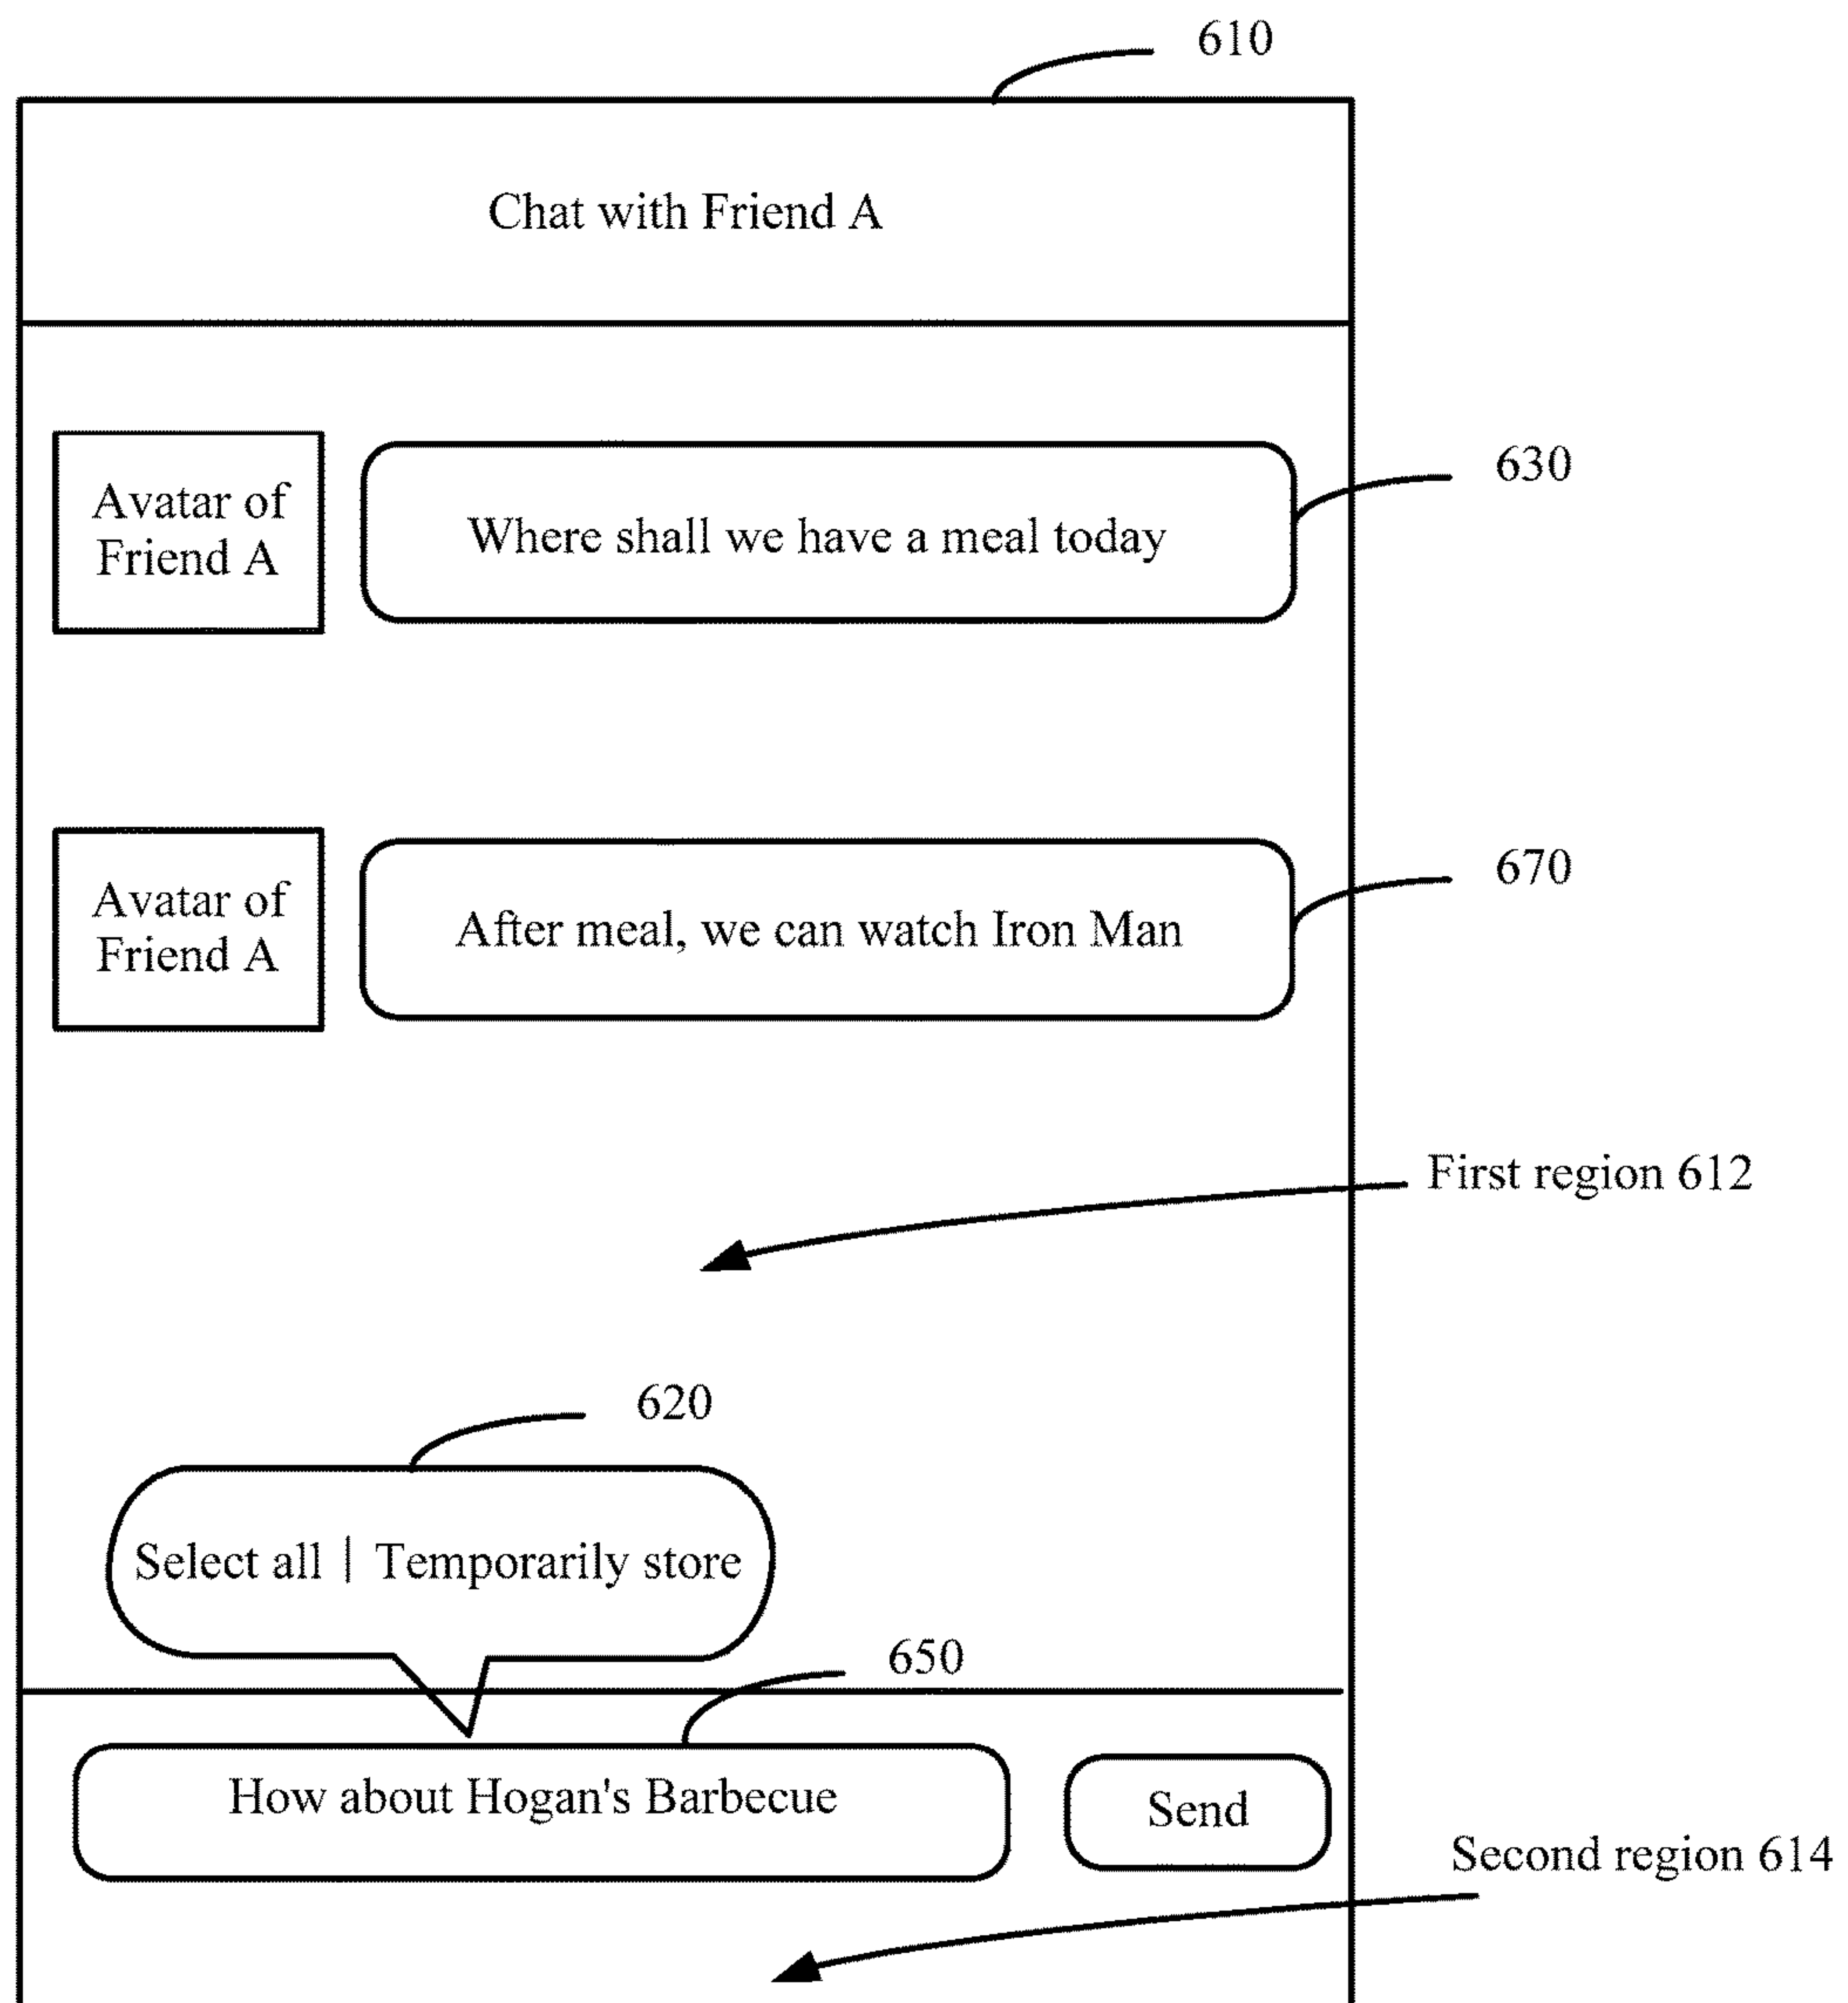 610
Chat with Friend A
Avatar of
Friend A
Where shall we have a meal today
630
Avatar of
Friend A
After meal, we can watch Iron Man
670
First region 612
620
Select all | Temporarily store
650
How about Hogan's Barbecue
Send
Second region 614